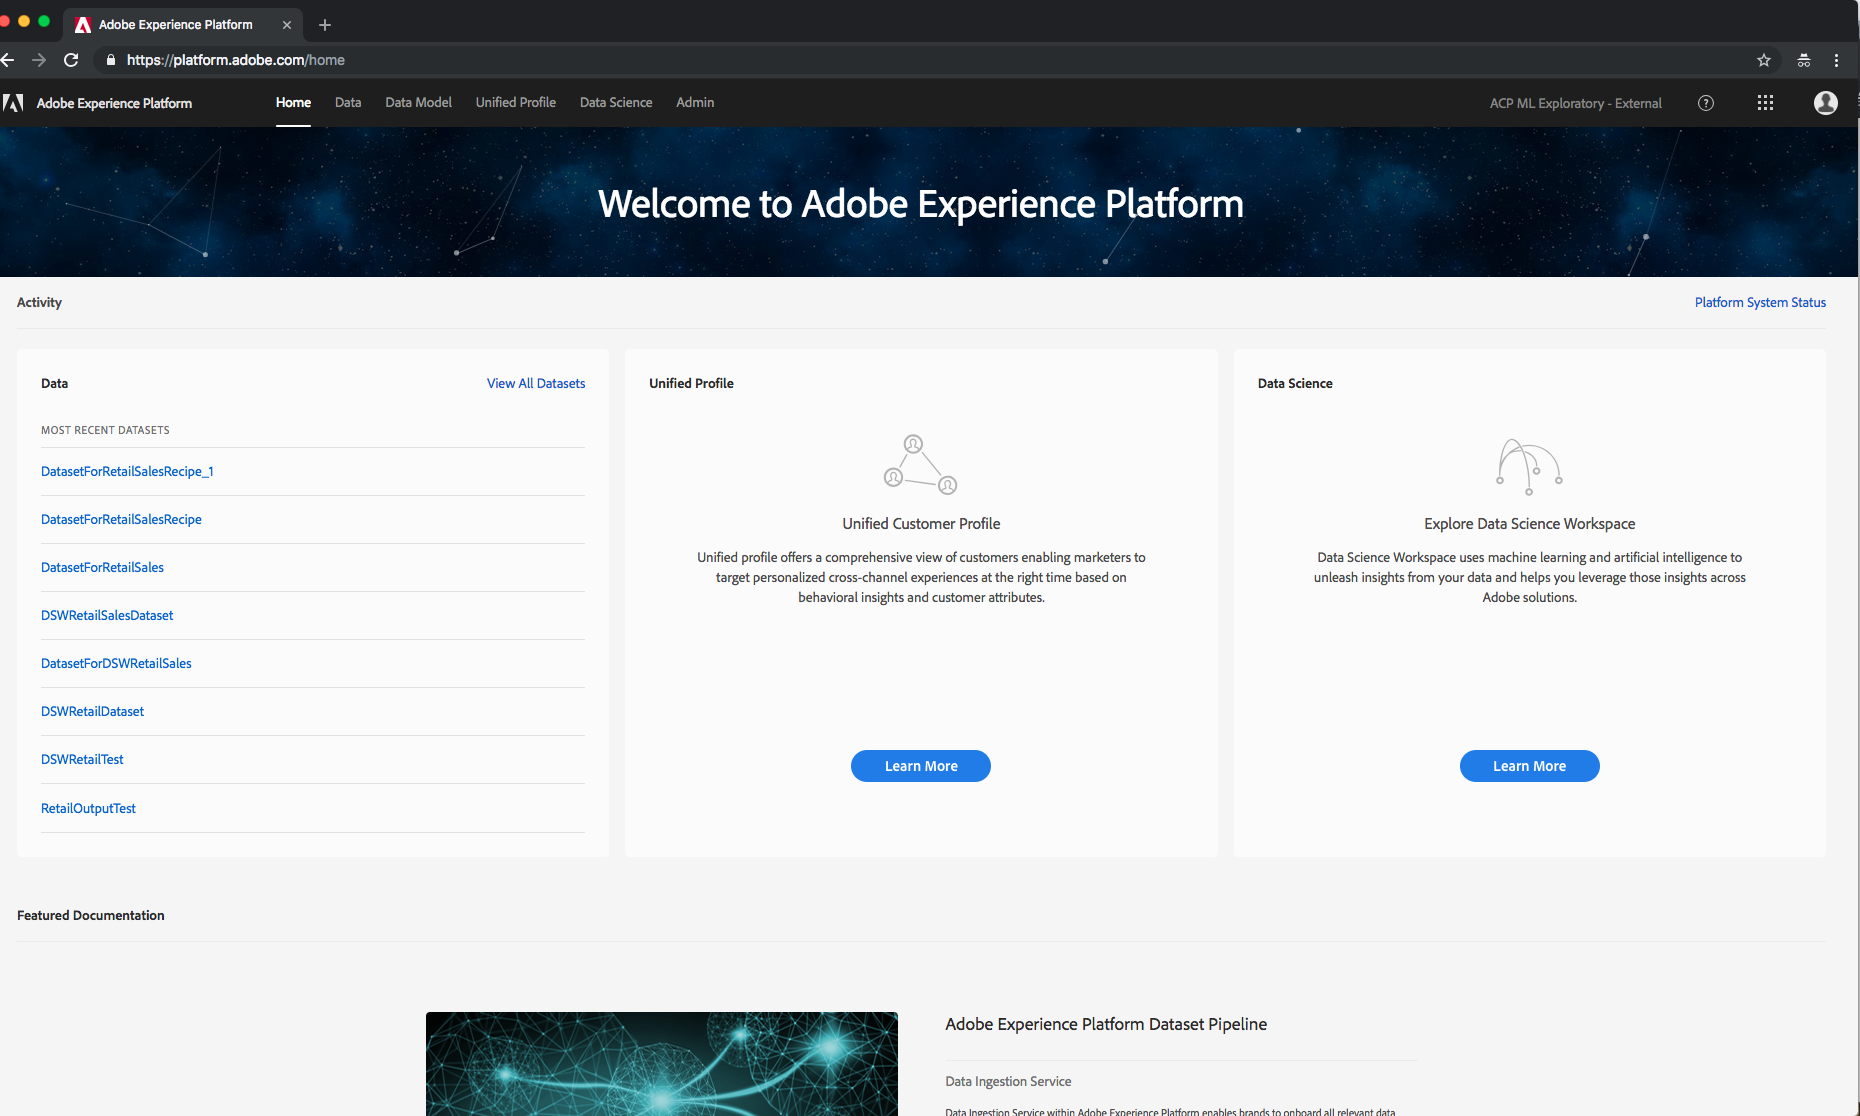 Adobe Experience Platform
https://platform.adobe.com/home
Adobe Experience Platform
Home
Data
Data Model
Unified Profile
Data Science
Admin
ACP ML Exploratory - External
Welcome to Adobe Experience Platform
Activity
Platform System Status
Data
View All Datasets
MOST RECENT DATASETS
DatasetForRetailSalesRecipe_1
DatasetForRetailSalesRecipe
DatasetForRetailSales
DSWRetailSalesDataset
DatasetForDSWRetailSales
DSWRetailDataset
DSWRetailTest
RetailOutputTest
Unified Profile
Unified Customer Profile
Unified profile offers a comprehensive view of customers enabling marketers to
target personalized cross-channel experiences at the right time based on
behavioral insights and customer attributes.
Learn More
Data Science
Explore Data Science Workspace
Data Science Workspace uses machine learning and artificial intelligence to
unleash insights from your data and helps you leverage those insights across
Adobe solutions.
Learn More
Featured Documentation
Adobe Experience Platform Dataset Pipeline
Data Ingestion Service
Data Ingestion Service within Adobe Experience Platform enables brands to onboard all relevant data